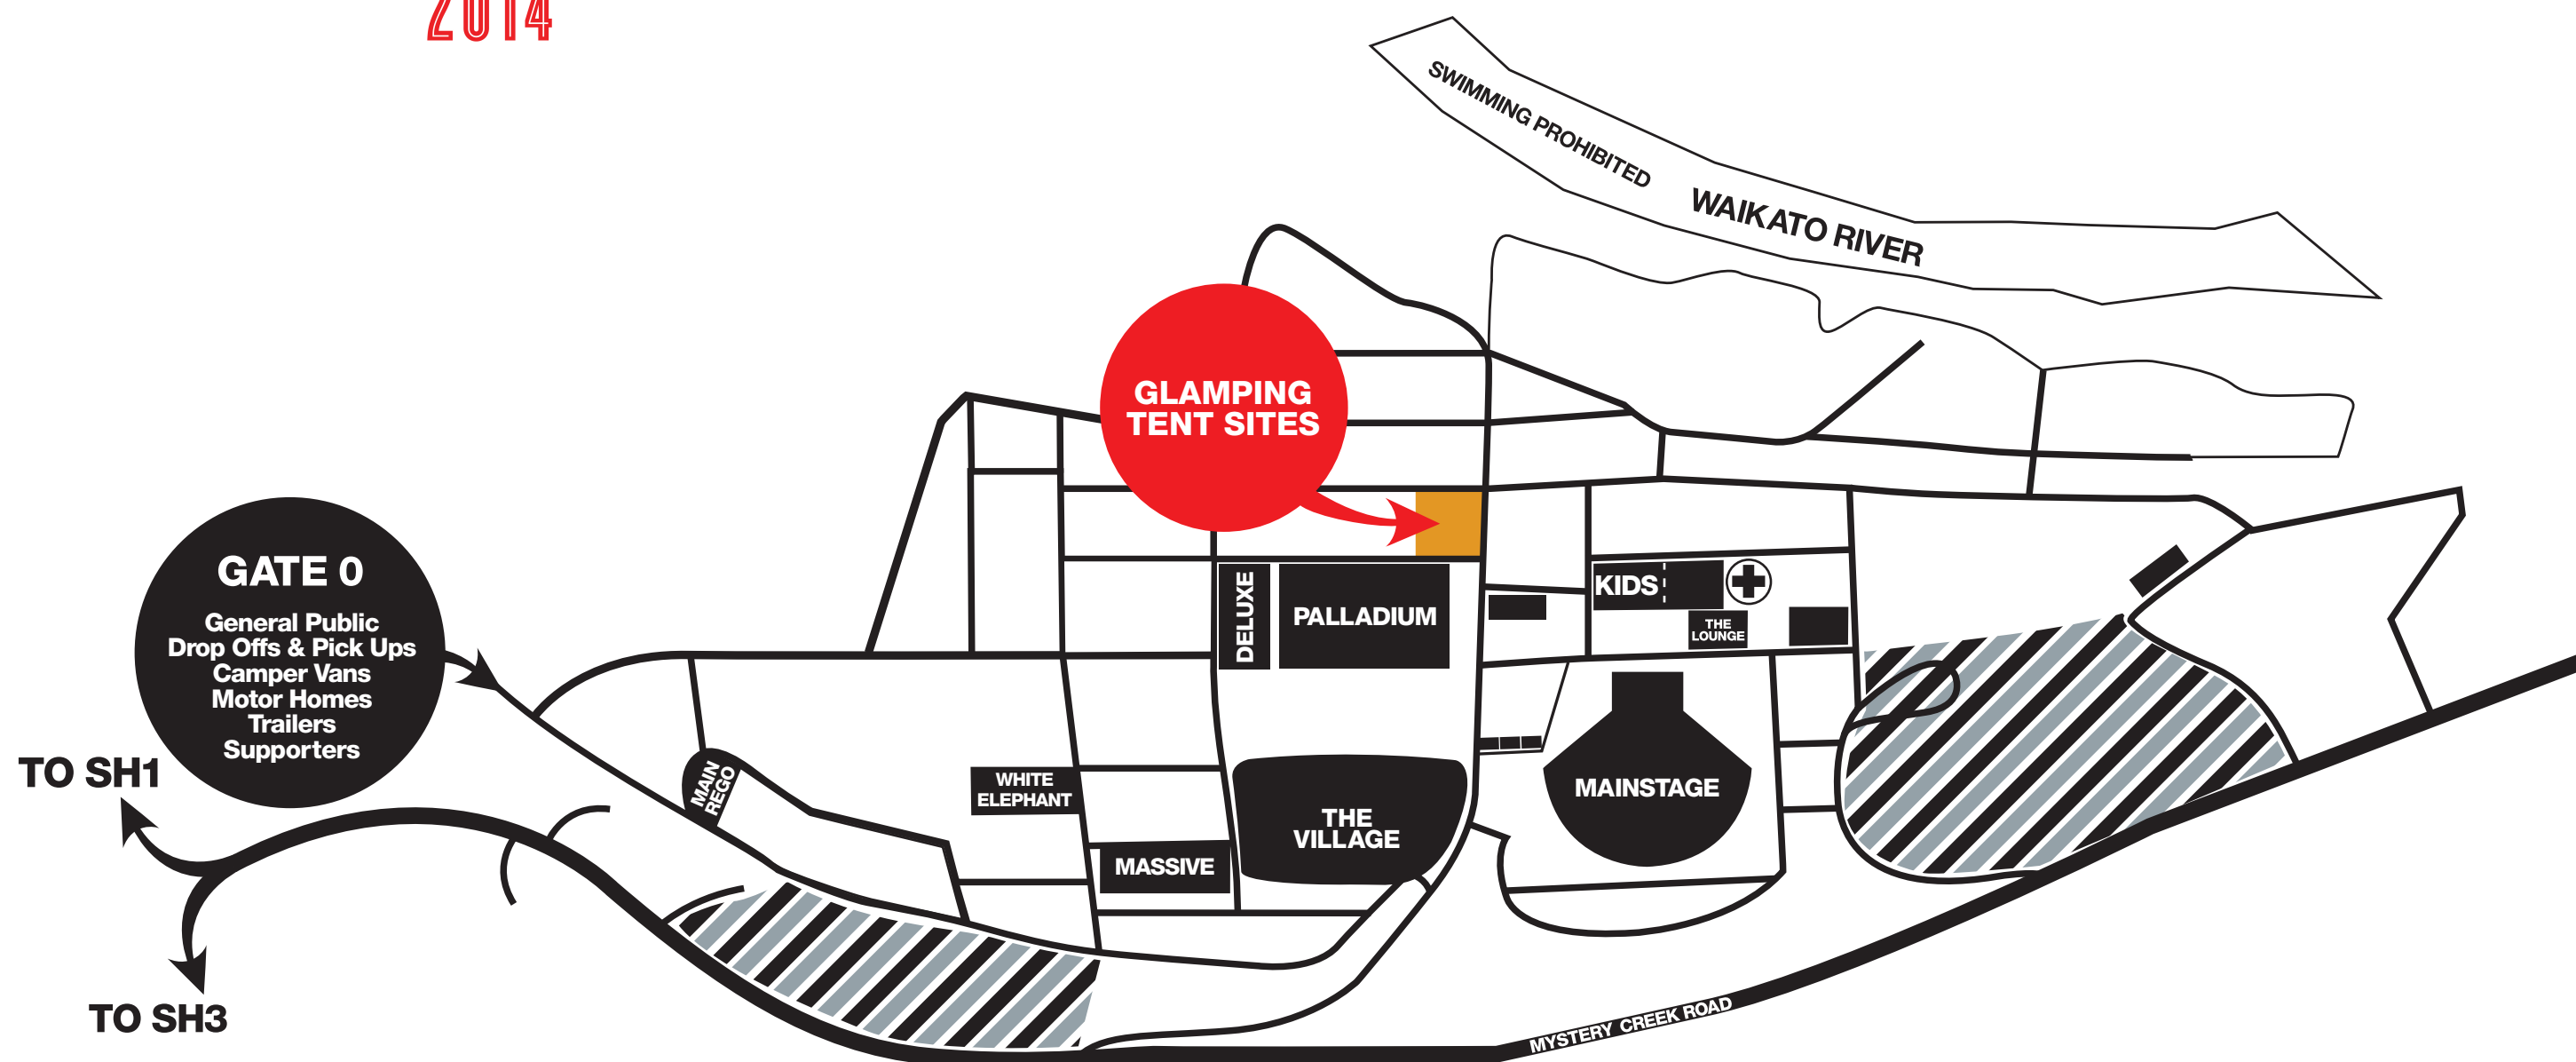 2014
SWIMMING PROHIBITED
WAIKATO RIVER
GLAMPING
TENT SITES
GATE 0
General Public
Drop Offs & Pick Ups
Camper Vans
Motor Homes
Trailers
Supporters
TO SH1
TO SH3
MAIN
REGO
WHITE
ELEPHANT
MASSIVE
DELUXE
PALLADIUM
THE
VILLAGE
KIDS
THE
LOUNGE
MAINSTAGE
MYSTERY CREEK ROAD